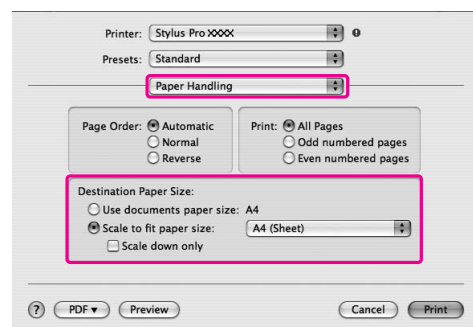 Printer: Stylus Pro XXXX
Presets: Standard
Paper Handling
Page Order: Automatic
Normal
Reverse
Print: All Pages
Odd numbered pages
Even numbered pages
Destination Paper Size:
Use documents paper size: A4
Scale to fit paper size: A4 (Sheet)
Scale down only
? PDF ▼ Preview Cancel Print